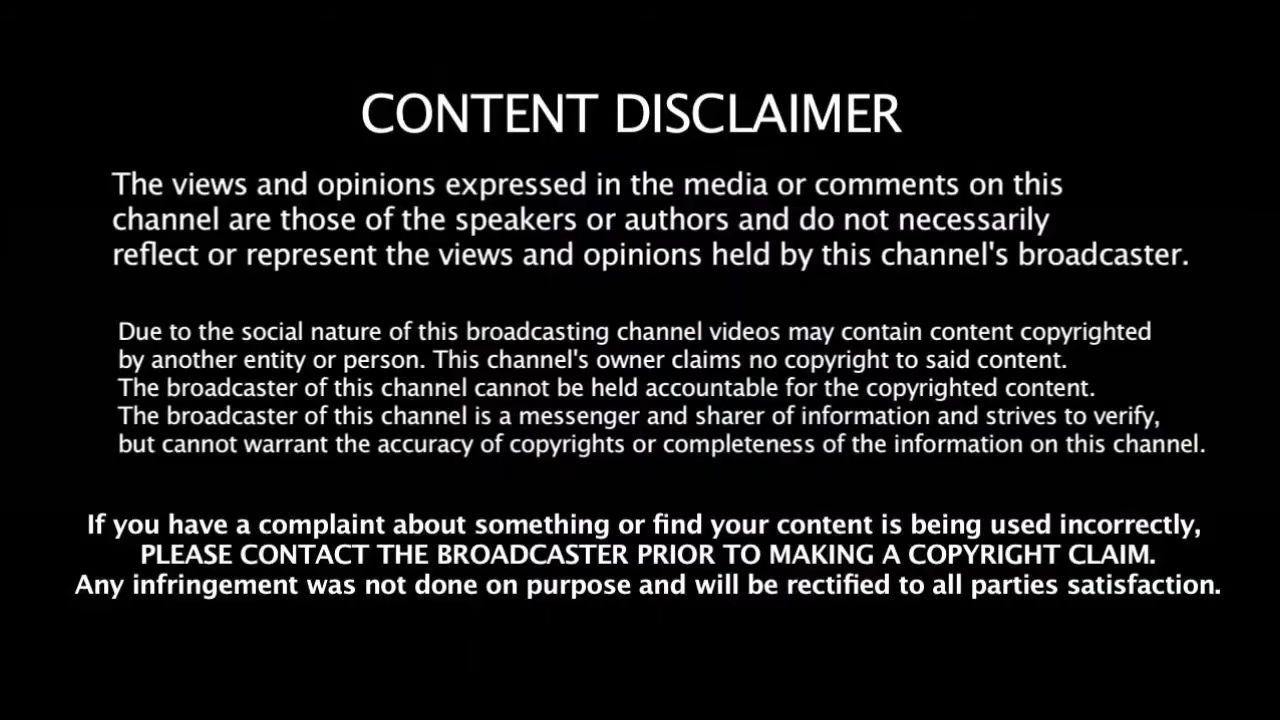 CONTENT DISCLAIMER
The views and opinions expressed in the media or comments on this
channel are those of the speakers or authors and do not necessarily
reflect or represent the views and opinions held by this channel's broadcaster.
Due to the social nature of this broadcasting channel videos may contain content copyrighted
by another entity or person. This channel's owner claims no copyright to said content.
The broadcaster of this channel cannot be held accountable for the copyrighted content.
The broadcaster of this channel is a messenger and sharer of information and strives to verify,
but cannot warrant the accuracy of copyrights or completeness of the information on this channel.
If you have a complaint about something or find your content is being used incorrectly,
PLEASE CONTACT THE BROADCASTER PRIOR TO MAKING A COPYRIGHT CLAIM.
Any infringement was not done on purpose and will be rectified to all parties satisfaction.